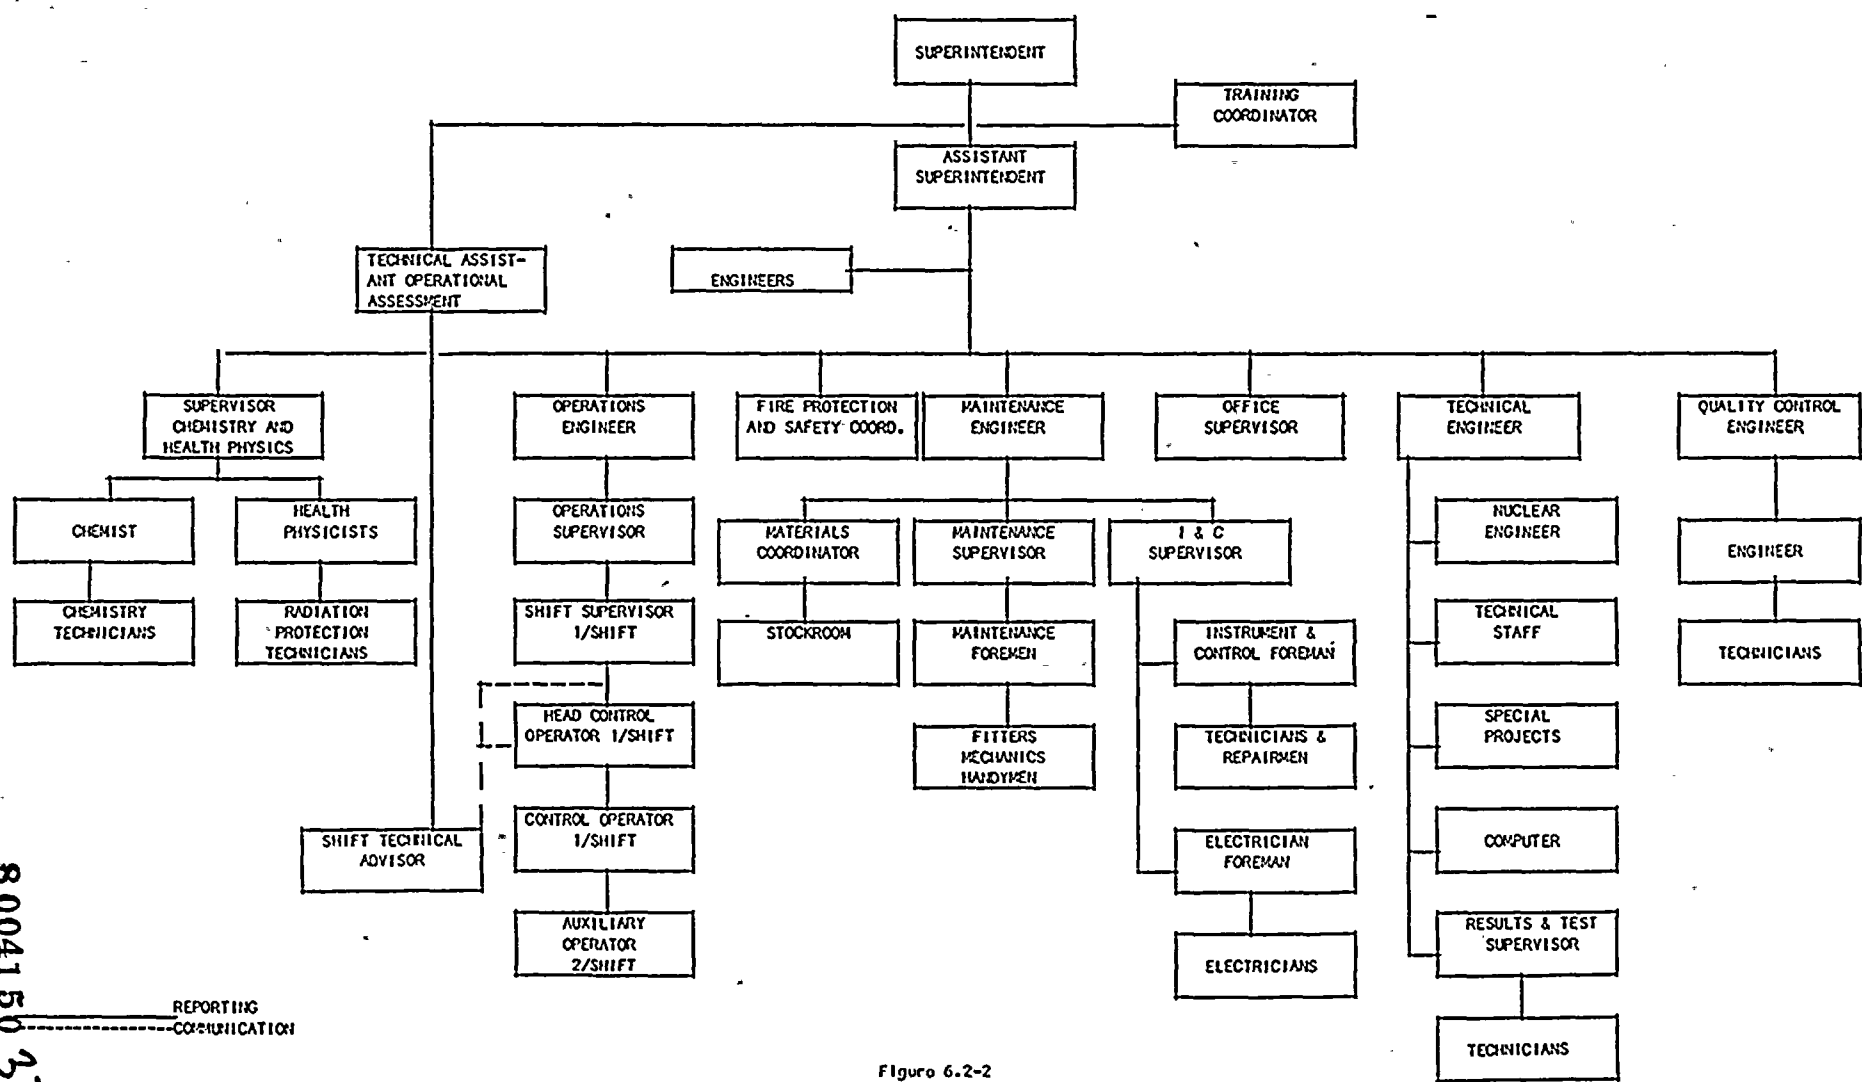 SUPERINTENDENT
TRAINING
COORDINATOR
ASSISTANT
SUPERINTENDENT
TECHNICAL ASSIST-
ANT OPERATIONAL
ASSESSMENT
ENGINEERS
SUPERVISOR
CHEMISTRY AND
HEALTH PHYSICS
OPERATIONS
ENGINEER
FIRE PROTECTION
AND SAFETY COORD.
MAINTENANCE
ENGINEER
OFFICE
SUPERVISOR
TECHNICAL
ENGINEER
QUALITY CONTROL
ENGINEER
CHEMIST
HEALTH
PHYSICISTS
OPERATIONS
SUPERVISOR
MATERIALS
COORDINATOR
MAINTENANCE
SUPERVISOR
I & C
SUPERVISOR
NUCLEAR
ENGINEER
ENGINEER
CHEMISTRY
TECHNICIANS
RADIATION
PROTECTION
TECHNICIANS
SHIFT SUPERVISOR
1/SHIFT
STOCKROOM
MAINTENANCE
FOREMEN
INSTRUMENT &
CONTROL FOREMAN
TECHNICAL
STAFF
TECHNICIANS
HEAD CONTROL
OPERATOR 1/SHIFT
FITTERS
MECHANICS
HANDYMEN
TECHNICIANS &
REPAIRMEN
SPECIAL
PROJECTS
SHIFT TECHNICAL
ADVISOR
CONTROL OPERATOR
1/SHIFT
ELECTRICIAN
FOREMAN
COMPUTER
AUXILIARY
OPERATOR
2/SHIFT
ELECTRICIANS
RESULTS & TEST
SUPERVISOR
TECHNICIANS
REPORTING
COMMUNICATION
Figure 6.2-2
8004150